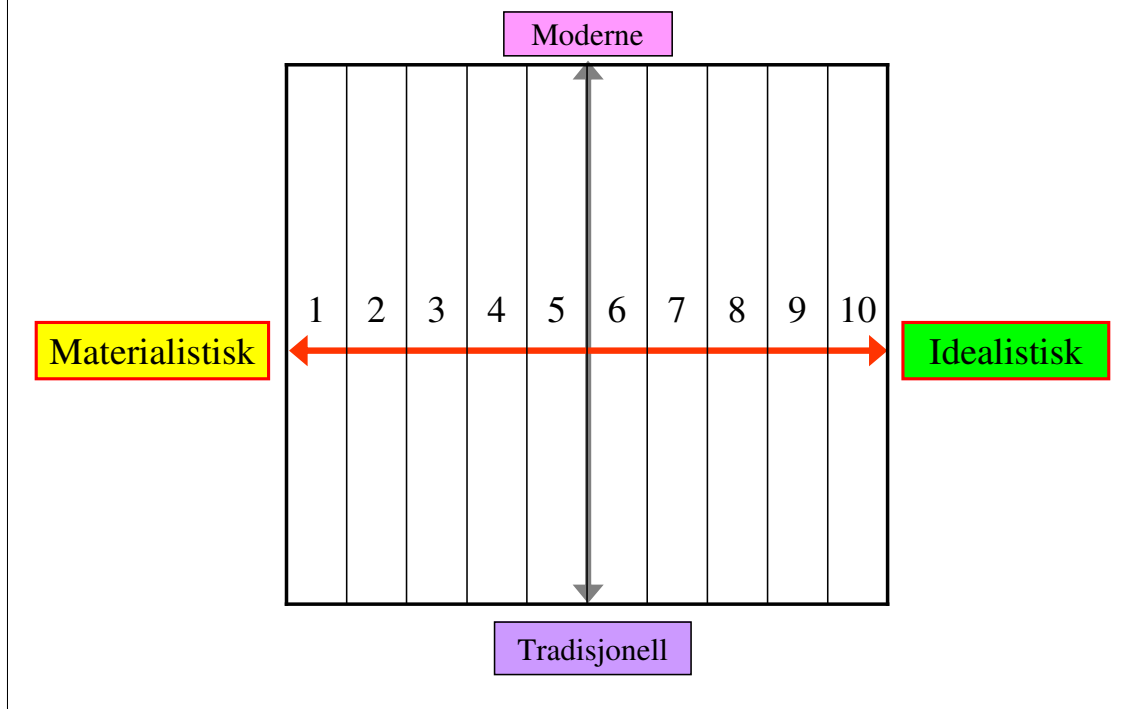 Moderne
1 2 3 4 5 6 7 8 9 10
Materialistisk
Idealistisk
Tradisjonell